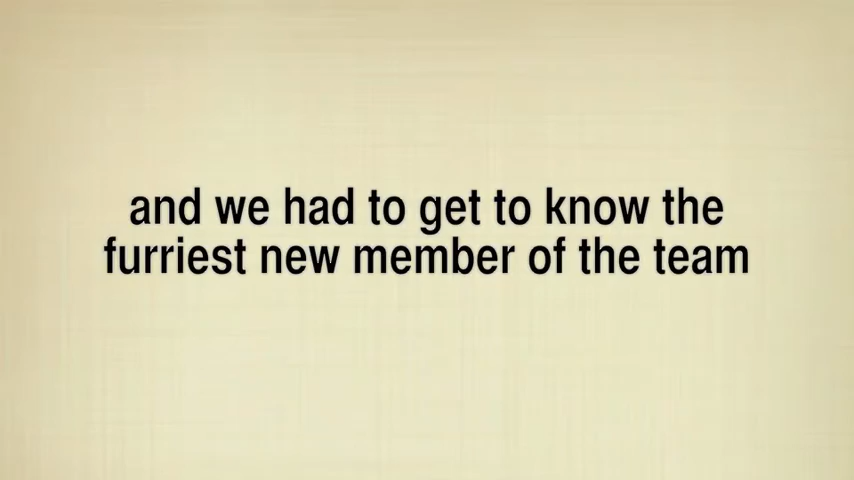 and we had to get to know the
furriest new member of the team